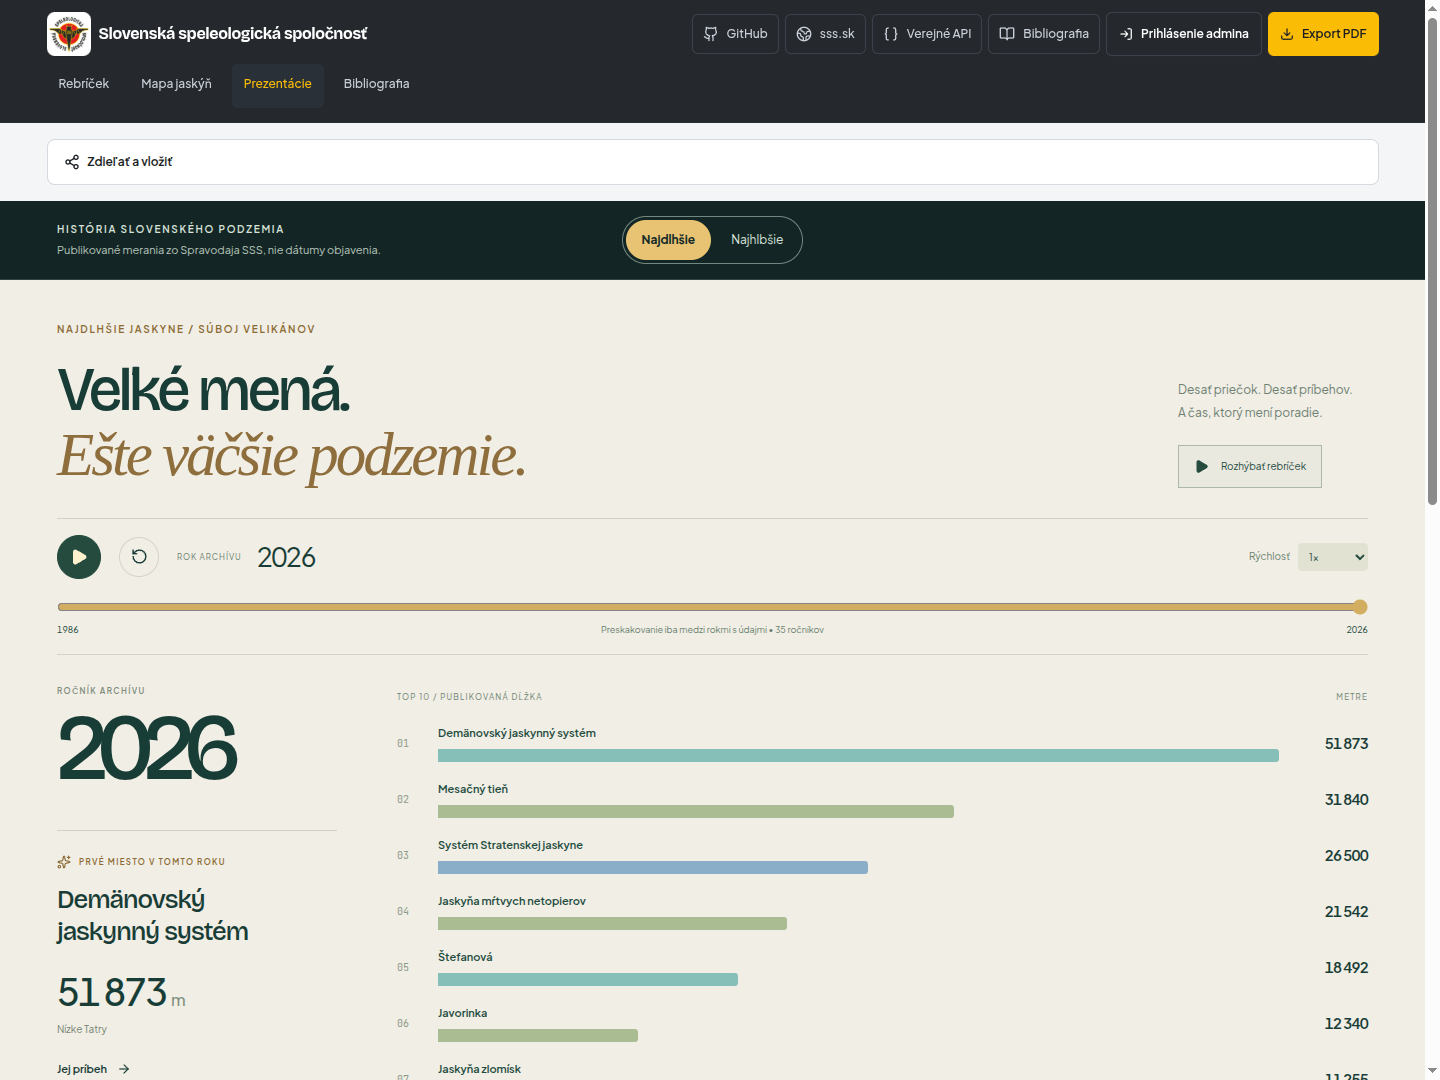 Slovenská speleologická spoločnosť
GitHub
sss.sk
Verejné API
Bibliografia
Prihlásenie admina
Export PDF
Rebríček
Mapa jaskýň
Prezentácie
Bibliografia
Zdieľať a vložiť
HISTÓRIA SLOVENSKÉHO PODZEMIA
Publikované merania zo Spravodaja SSS, nie dátumy objavenia.
Najdlhšie
Najhlbšie
NAJDLHŠIE JASKYNE / SÚBOJ VELIKÁNOV
Veľké mená.
Ešte väčšie podzemie.
Desať priečok. Desať príbehov.
A čas, ktorý mení poradie.
Rozhýbať rebríček
ROK ARCHÍVU
2026
Rýchlosť
1×
1986
Preskakovanie iba medzi rokmi s údajmi • 35 ročníkov
2026
ROČNÍK ARCHÍVU
2026
PRVÉ MIESTO V TOMTO ROKU
Demänovský
jaskynný systém
51 873 m
Nízke Tatry
Jej príbeh
TOP 10 / PUBLIKOVANÁ DĹŽKA
METRE
01
Demänovský jaskynný systém
51 873
02
Mesačný tieň
31 840
03
Systém Stratenskej jaskyne
26 500
04
Jaskyňa mŕtvych netopierov
21 542
05
Štefanová
18 492
06
Javorinka
12 340
07
Jaskyňa zlomísk
11 255